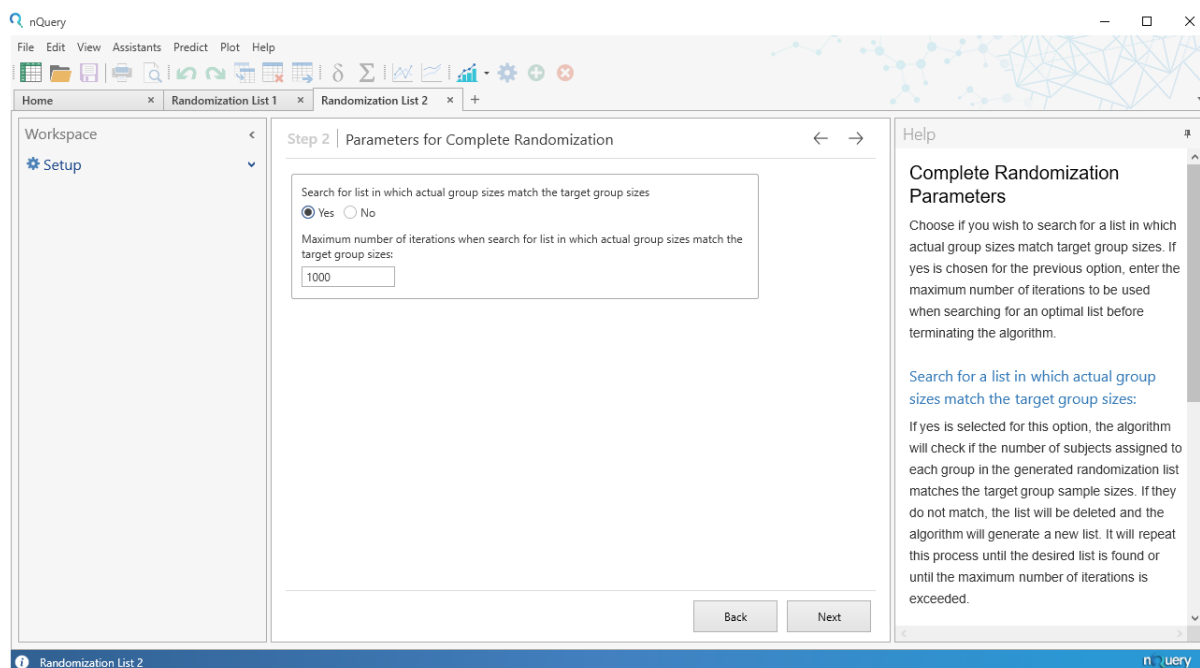 nQuery
File Edit View Assistants Predict Plot Help
Home × Randomization List 1 × Randomization List 2 × +
Workspace
Setup
Step 2 Parameters for Complete Randomization
Search for list in which actual group sizes match the target group sizes
Yes No
Maximum number of iterations when search for list in which actual group sizes match the
target group sizes:
1000
Back Next
Help
Complete Randomization
Parameters
Choose if you wish to search for a list in which
actual group sizes match target group sizes. If
yes is chosen for the previous option, enter the
maximum number of iterations to be used
when searching for an optimal list before
terminating the algorithm.
Search for a list in which actual group
sizes match the target group sizes:
If yes is selected for this option, the algorithm
will check if the number of subjects assigned to
each group in the generated randomization list
matches the target group sample sizes. If they
do not match, the list will be deleted and the
algorithm will generate a new list. It will repeat
this process until the desired list is found or
until the maximum number of iterations is
exceeded.
Randomization List 2
nQuery